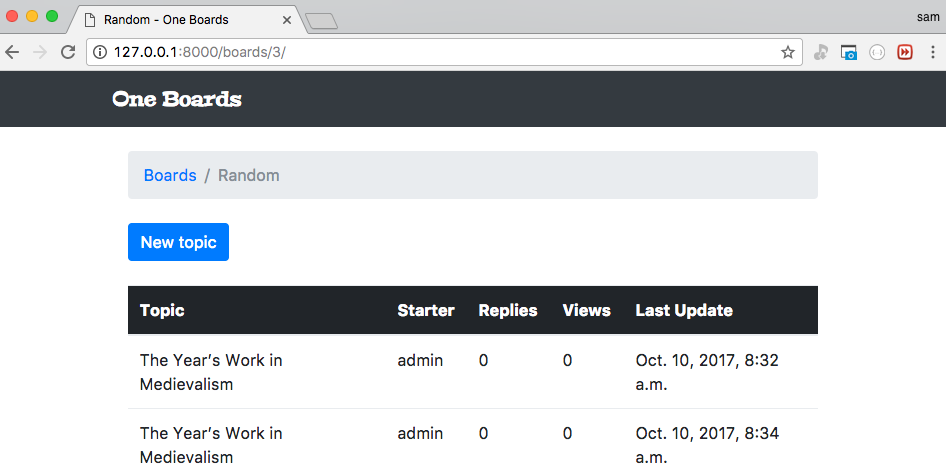 Random - One Boards
sam
127.0.0.1:8000/boards/3/
One Boards
Boards / Random
New topic
Topic Starter Replies Views Last Update
The Year’s Work in admin 0 0 Oct. 10, 2017, 8:32
Medievalism a.m.
The Year’s Work in admin 0 0 Oct. 10, 2017, 8:34
Medievalism a.m.